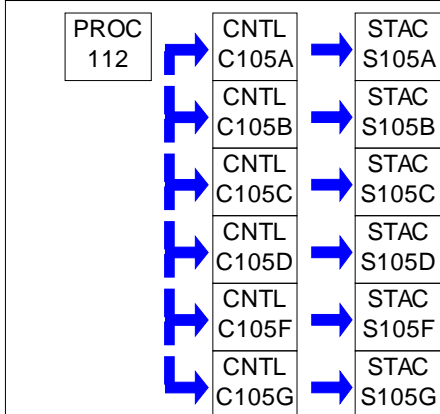 PROC
112
CNTL
C105A
STAC
S105A
CNTL
C105B
STAC
S105B
CNTL
C105C
STAC
S105C
CNTL
C105D
STAC
S105D
CNTL
C105F
STAC
S105F
CNTL
C105G
STAC
S105G